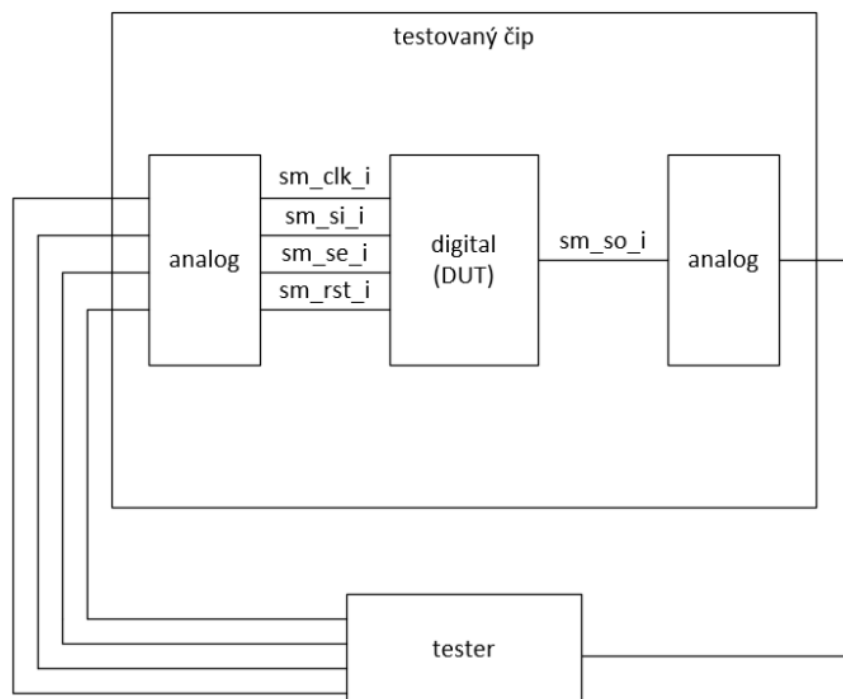 testovaný čip
sm_clk_i
sm_si_i
sm_se_i
sm_rst_i
analog
digital
(DUT)
sm_so_i
analog
tester